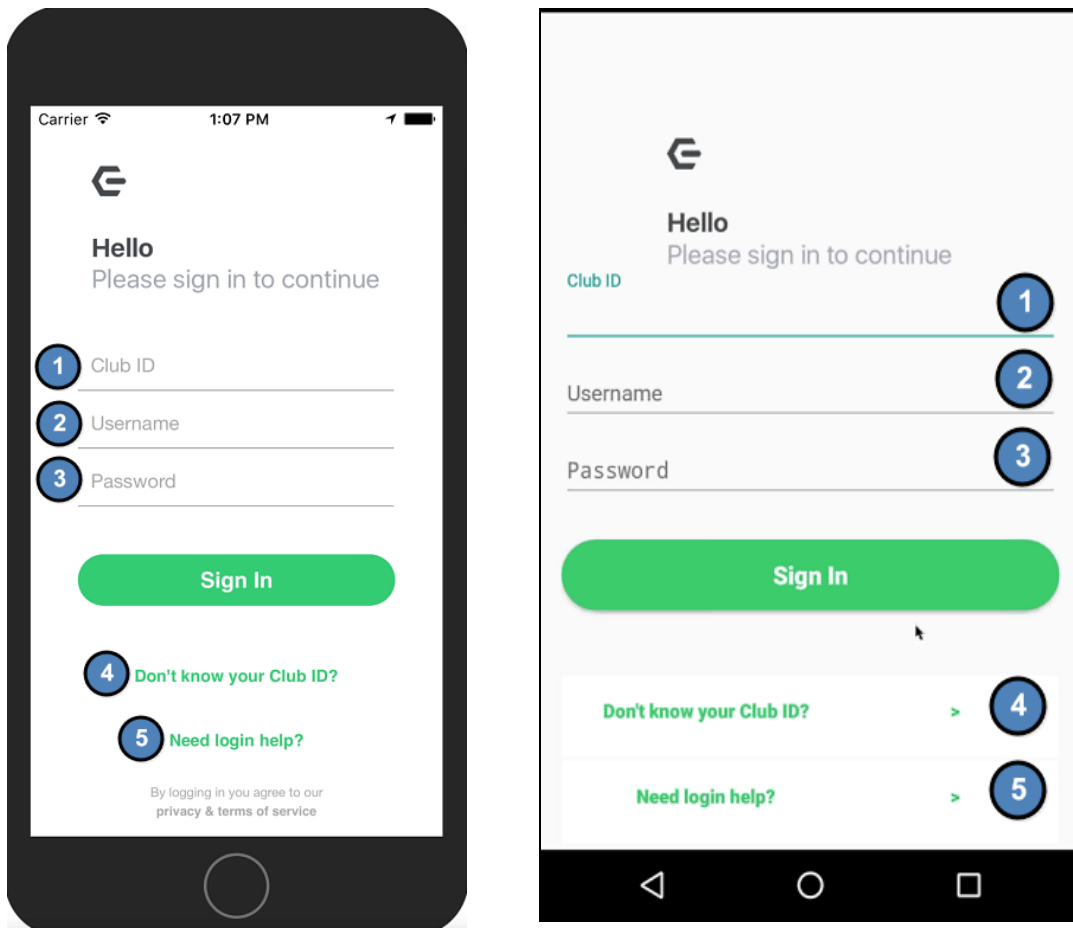 Carrier 1:07 PM
Hello
Please sign in to continue
1 Club ID
2 Username
3 Password
Sign In
4 Don't know your Club ID?
5 Need login help?
By logging in you agree to our
privacy & terms of service
Hello
Please sign in to continue
Club ID
1
Username 2
Password 3
Sign In
Don't know your Club ID? > 4
Need login help? > 5